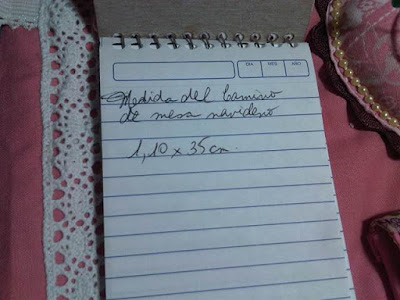 DIA MES AÑO
Medida del Camino
de mesa navideño
1,10 x 35 cm.